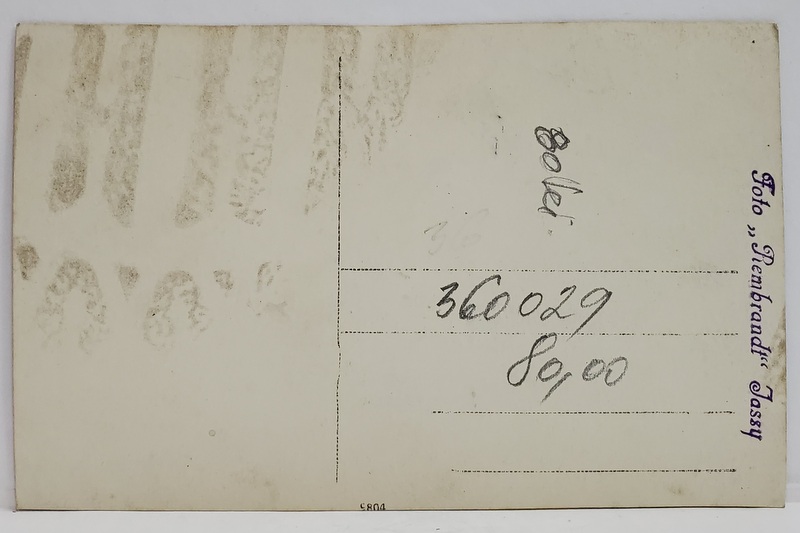 80 lei
360029
80,00
Foto „Rembrandt“ Jassy